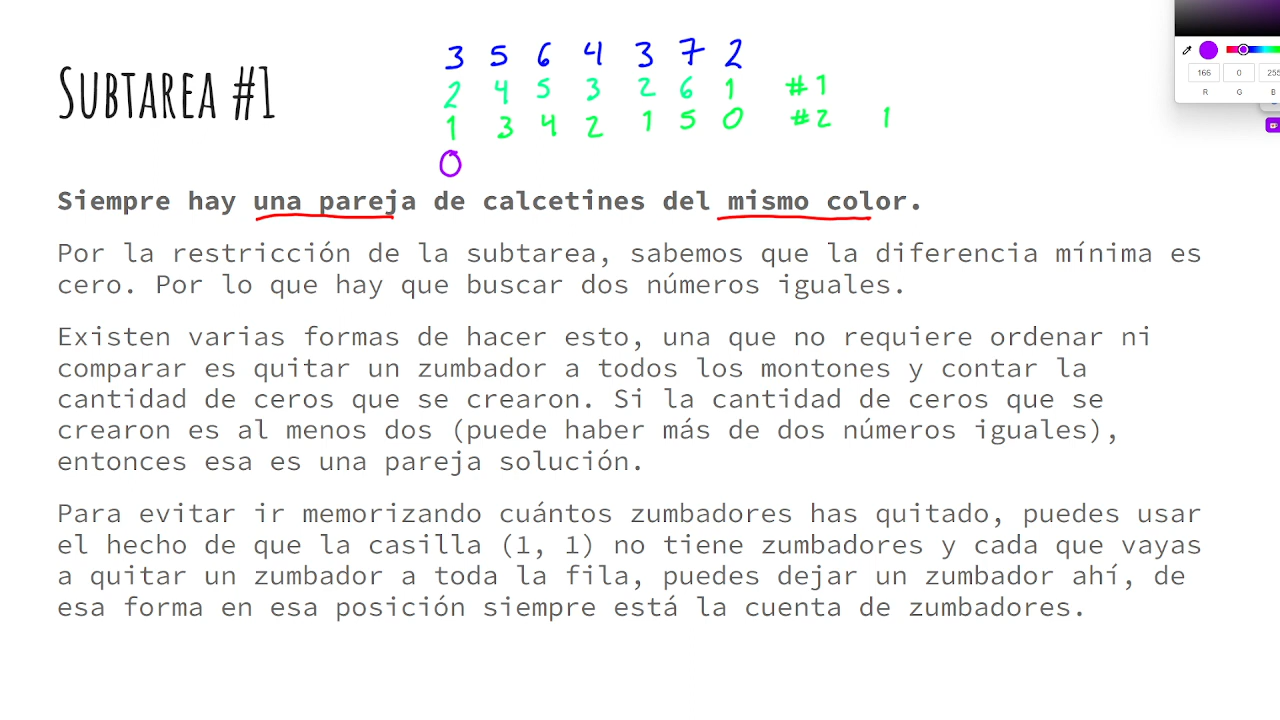 3 5 6 4 3 7 2
SUBTAREA #1
2 4 5 3 2 6 1 #1
1 3 4 2 1 5 0 #2 1
0
Siempre hay una pareja de calcetines del mismo color.
Por la restricción de la subtarea, sabemos que la diferencia mínima es
cero. Por lo que hay que buscar dos números iguales.
Existen varias formas de hacer esto, una que no requiere ordenar ni
comparar es quitar un zumbador a todos los montones y contar la
cantidad de ceros que se crearon. Si la cantidad de ceros que se
crearon es al menos dos (puede haber más de dos números iguales),
entonces esa es una pareja solución.
Para evitar ir memorizando cuántos zumbadores has quitado, puedes usar
el hecho de que la casilla (1, 1) no tiene zumbadores y cada que vayas
a quitar un zumbador a toda la fila, puedes dejar un zumbador ahí, de
esa forma en esa posición siempre está la cuenta de zumbadores.
165 0 255
R G B